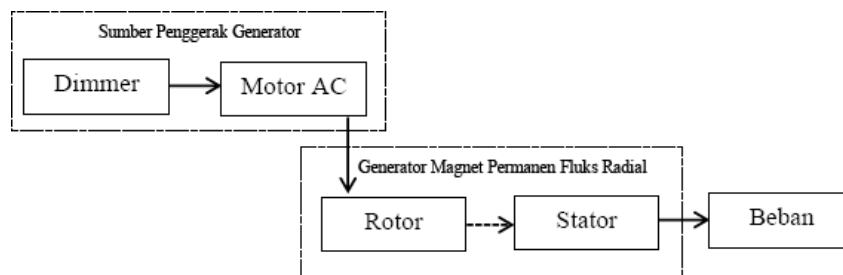 Sumber Penggerak Generator
Dimmer
Motor AC
Generator Magnet Permanen Fluks Radial
Rotor
Stator
Beban